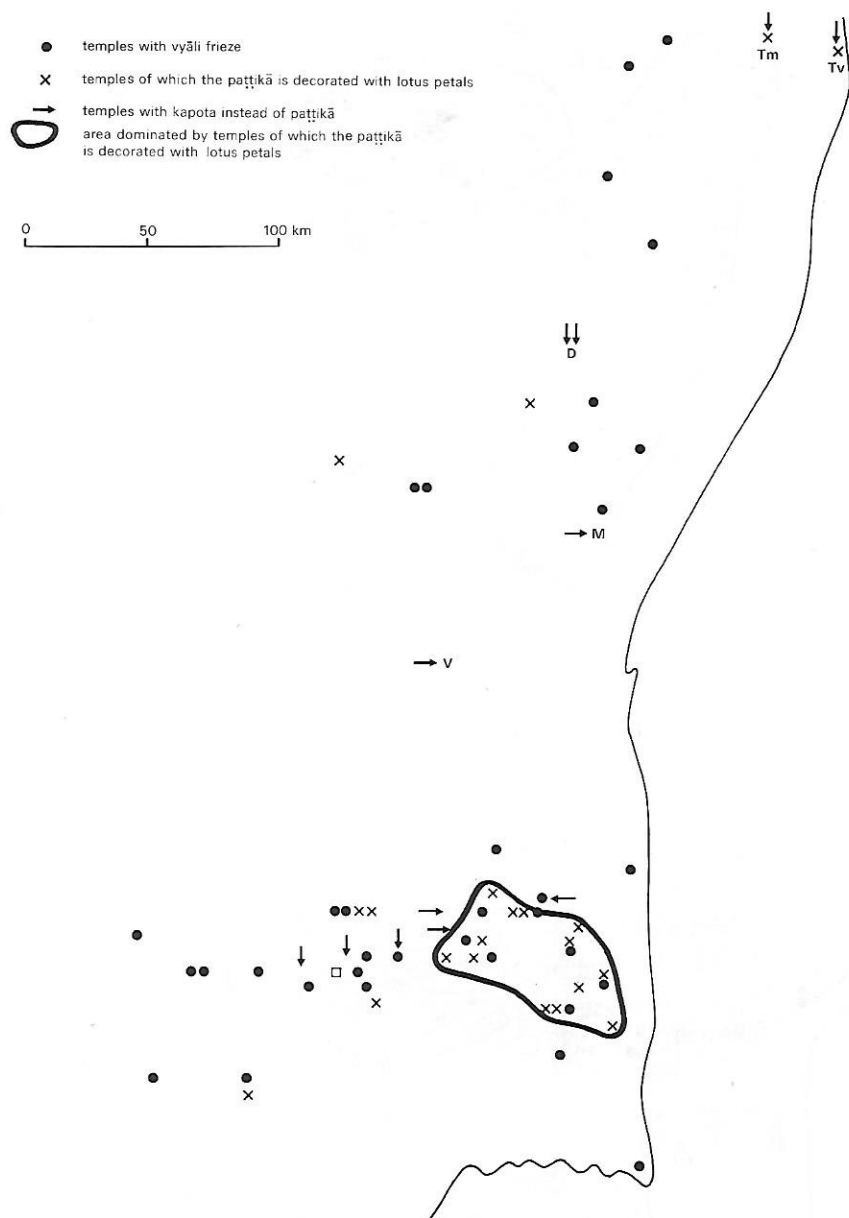 temples with vyāli frieze
temples of which the paṭṭikā is decorated with lotus petals
temples with kapota instead of paṭṭikā
area dominated by temples of which the paṭṭikā
is decorated with lotus petals
0 50 100 km
Tm
Tv
D
M
V